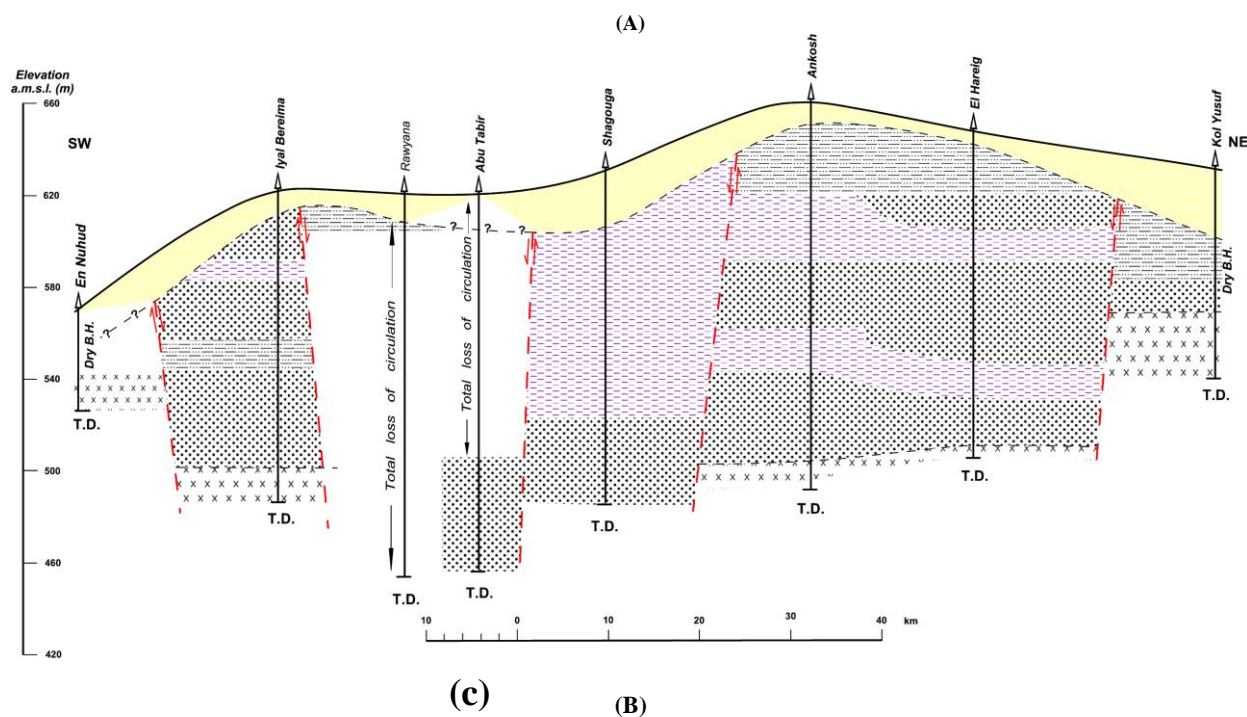 (A)
Elevation
a.m.s.l. (m)
660
620
580
540
500
460
420
SW
NE
En Nuhud
Iyal Bereima
Rawyana
Abu Tabir
Shagouga
Ankosh
El Hareig
Kol Yusuf
Dry B.H.
T.D.
?
?
T.D.
Total loss of circulation
T.D.
Total loss of circulation
T.D.
?
?
?
?
T.D.
T.D.
T.D.
Dry B.H.
T.D.
10 0 10 20 30 40 km
(c)
(B)